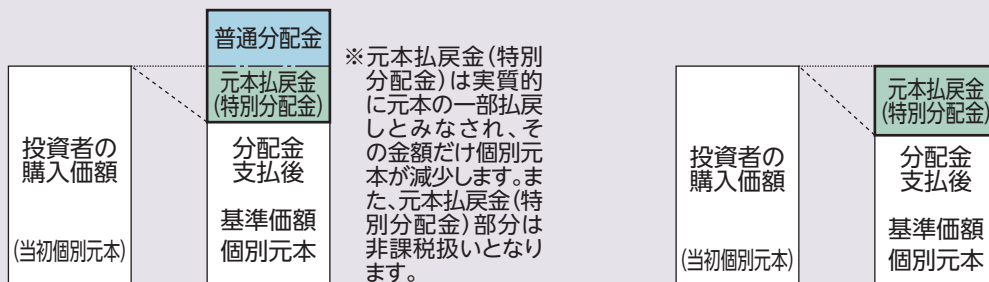 投資者の
購入価額
(当初個別元本)
普通分配金
元本払戻金
(特別分配金)
分配金
支払後
基準価額
個別元本
※元本払戻金(特別
分配金)は実質的
に元本の一部払戻
しとみなされ、そ
の金額だけ個別元
本が減少します。ま
た、元本払戻金(特
別分配金)部分は
非課税扱いとなり
ます。
投資者の
購入価額
(当初個別元本)
元本払戻金
(特別分配金)
分配金
支払後
基準価額
個別元本